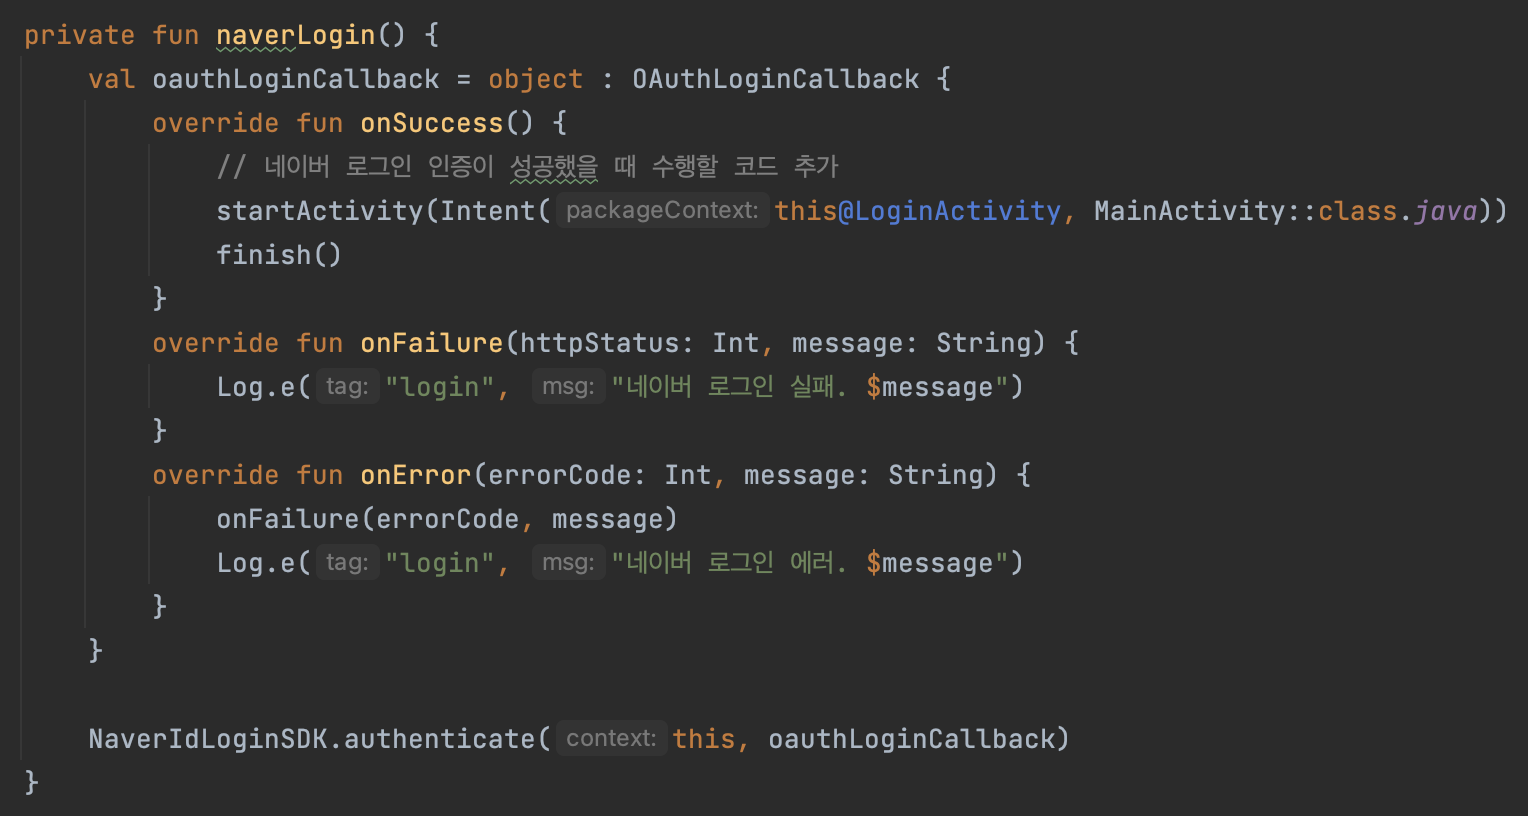 private fun naverLogin() {
val oauthLoginCallback = object : OAuthLoginCallback {
override fun onSuccess() {
// 네이버 로그인 인증이 성공했을 때 수행할 코드 추가
startActivity(Intent( packageContext: this@LoginActivity, MainActivity::class.java))
finish()
}
override fun onFailure(httpStatus: Int, message: String) {
Log.e( tag: "login", msg: "네이버 로그인 실패. $message")
}
override fun onError(errorCode: Int, message: String) {
onFailure(errorCode, message)
Log.e( tag: "login", msg: "네이버 로그인 에러. $message")
}
}
NaverIdLoginSDK.authenticate( context: this, oauthLoginCallback)
}